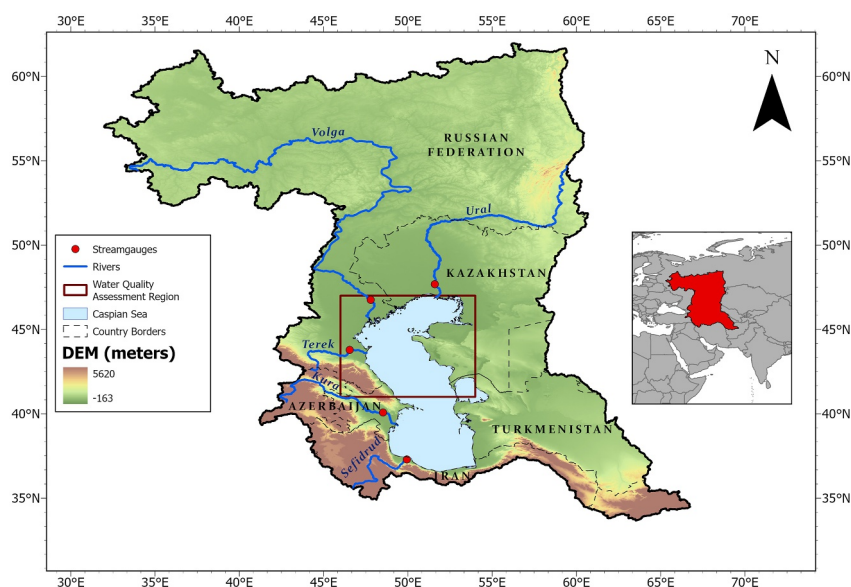 30°E 35°E 40°E 45°E 50°E 55°E 60°E 65°E 70°E
60°N
60°N
N
Volga
RUSSIAN
FEDERATION
55°N
55°N
Ural
50°N
50°N
Streamgauges
Rivers
Water Quality
Assessment Region
Caspian Sea
Country Borders
DEM (meters)
5620
-163
KAZAKHSTAN
45°N
45°N
Terek
Kura
AZERBAIJAN
40°N
40°N
TURKMENISTAN
Sefidrud
IRAN
35°N
35°N
30°E 35°E 40°E 45°E 50°E 55°E 60°E 65°E 70°E